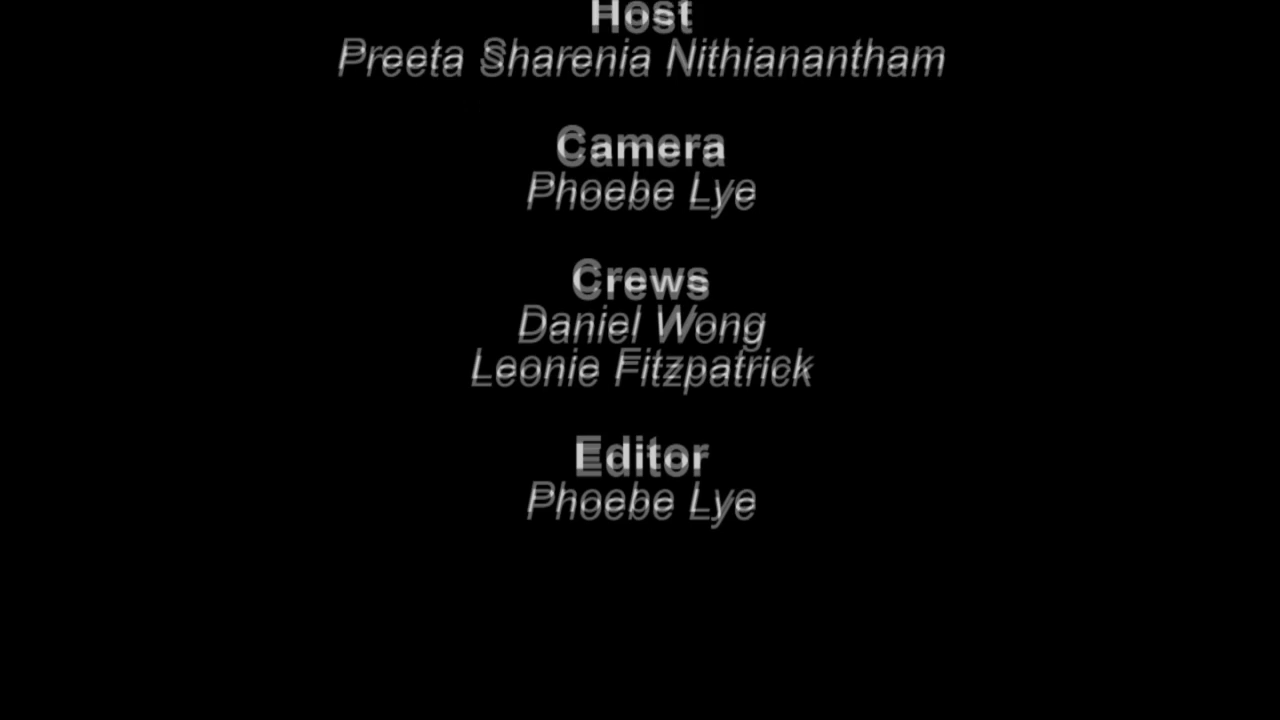 Host
Preeta Sharenia Nithianantham
Camera
Phoebe Lye
Crews
Daniel Wong
Leonie Fitzpatrick
Editor
Phoebe Lye